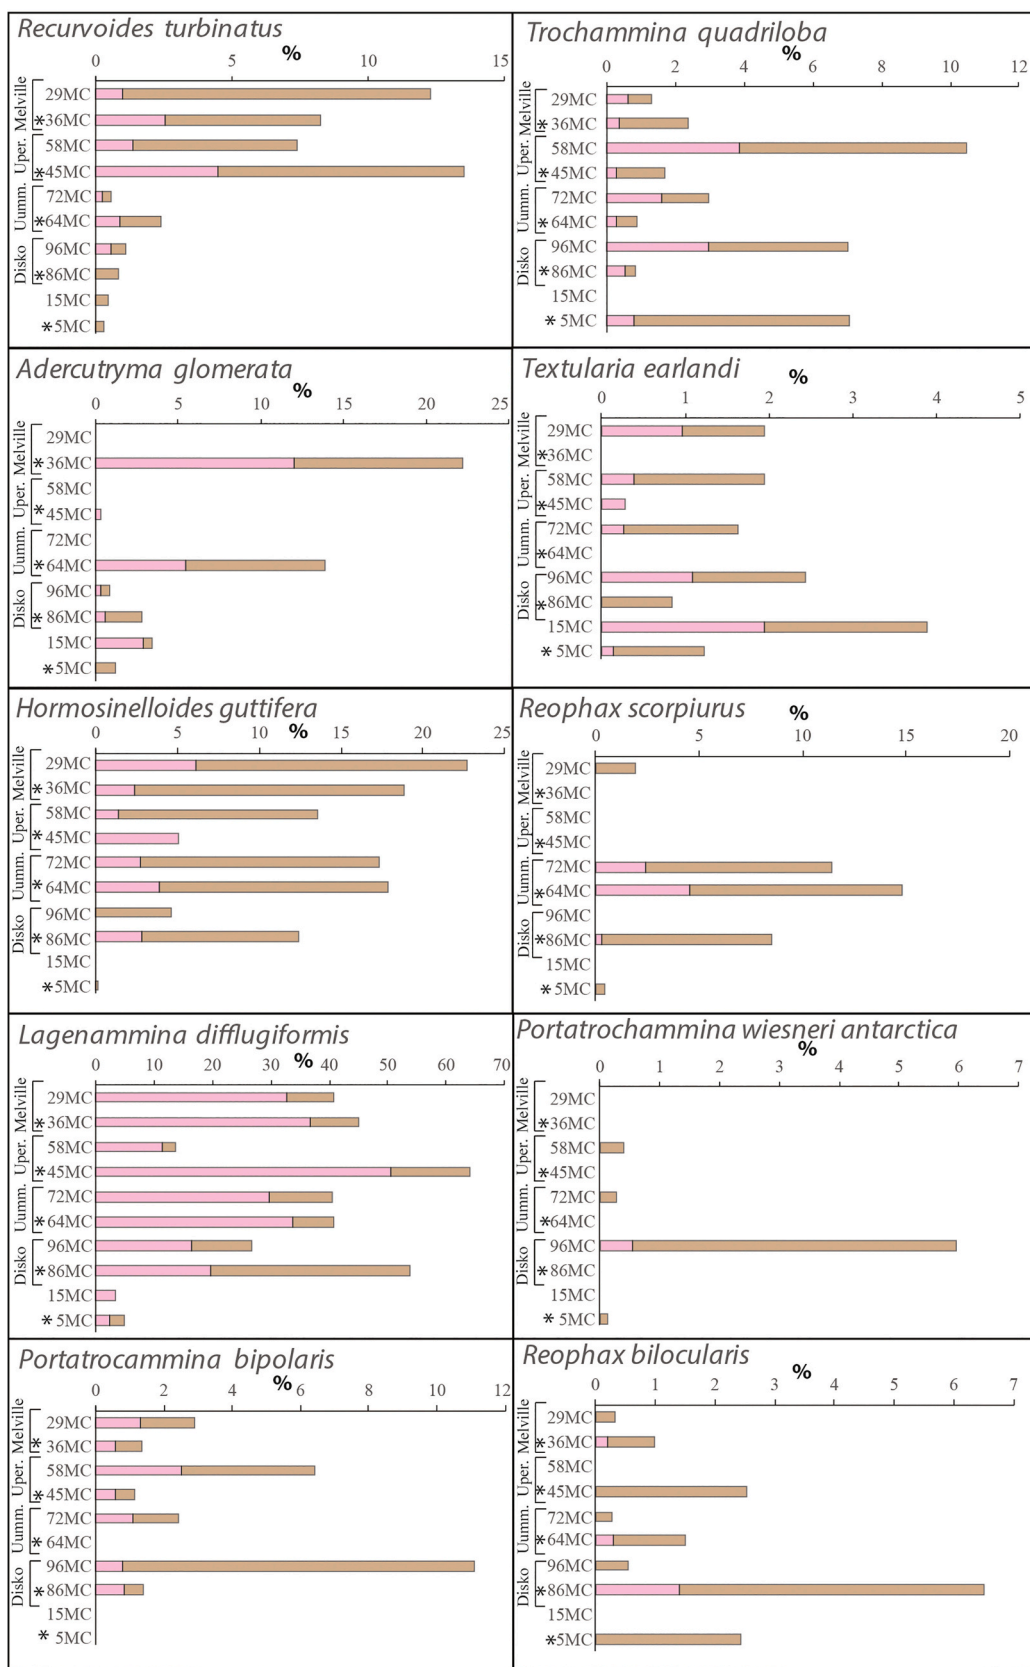 Recurvoides turbinatus
%
0 5 10 15
Melville
29MC
*36MC
Uper.
58MC
*45MC
Uumm.
72MC
*64MC
Disko
96MC
*86MC
15MC
*5MC
Trochammina quadriloba
%
0 2 4 6 8 10 12
Melville
29MC
*36MC
Uper.
58MC
*45MC
Uumm.
72MC
*64MC
Disko
96MC
*86MC
15MC
* 5MC
Adercutryma glomerata
%
0 5 10 15 20 25
Melville
29MC
*36MC
Uper.
58MC
* 45MC
Uumm.
72MC
*64MC
Disko
96MC
* 86MC
15MC
*5MC
Textularia earlandi
%
0 1 2 3 4 5
Melville
29MC
*36MC
Uper.
58MC
*45MC
Uumm.
72MC
*64MC
Disko
96MC
*86MC
15MC
* 5MC
Hormosinelloides guttifera
%
0 5 10 15 20 25
Melville
29MC
* 36MC
Uper.
58MC
*45MC
Uumm.
72MC
* 64MC
Disko
96MC
* 86MC
15MC
*5MC
Reophax scorpiurus
%
0 5 10 15 20
Melville
29MC
*36MC
Uper.
58MC
*45MC
Uumm.
72MC
*64MC
Disko
96MC
*86MC
15MC
* 5MC
Lagenammina difflugiformis
%
0 10 20 30 40 50 60 70
Melville
29MC
*36MC
Uper.
58MC
*45MC
Uumm.
72MC
*64MC
Disko
96MC
*86MC
15MC
* 5MC
Portatrochammina wiesneri antarctica
%
0 1 2 3 4 5 6 7
Melville
29MC
*36MC
Uper.
58MC
*45MC
Uumm.
72MC
*64MC
Disko
96MC
*86MC
15MC
* 5MC
Portatrocammina bipolaris
%
0 2 4 6 8 10 12
Melville
29MC
* 36MC
Uper.
58MC
*45MC
Uumm.
72MC
* 64MC
Disko
96MC
*86MC
15MC
* 5MC
Reophax bilocularis
%
0 1 2 3 4 5 6 7
Melville
29MC
*36MC
Uper.
58MC
*45MC
Uumm.
72MC
*64MC
Disko
96MC
*86MC
15MC
*5MC